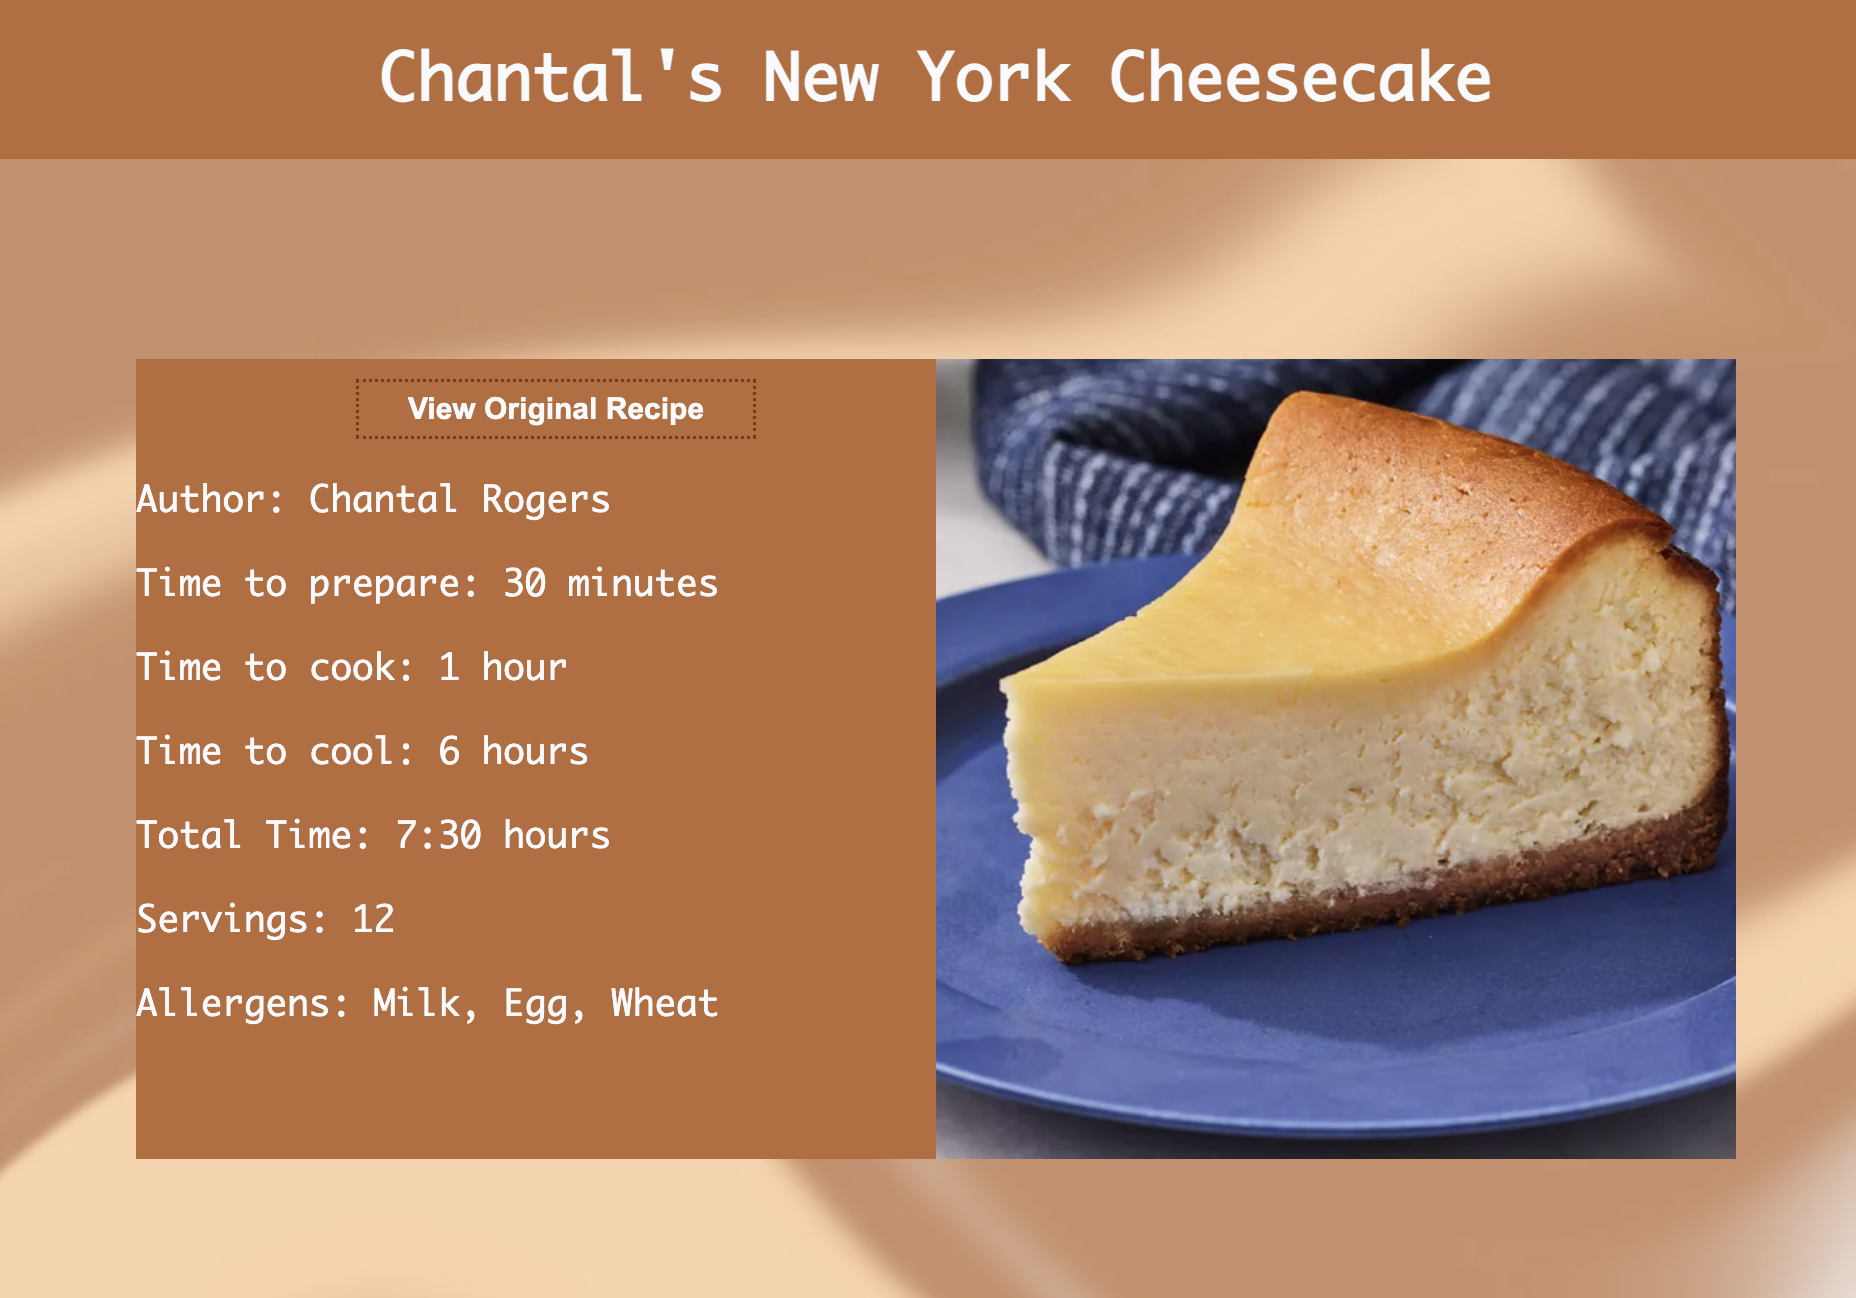 Chantal's New York Cheesecake
View Original Recipe
Author: Chantal Rogers
Time to prepare: 30 minutes
Time to cook: 1 hour
Time to cool: 6 hours
Total Time: 7:30 hours
Servings: 12
Allergens: Milk, Egg, Wheat